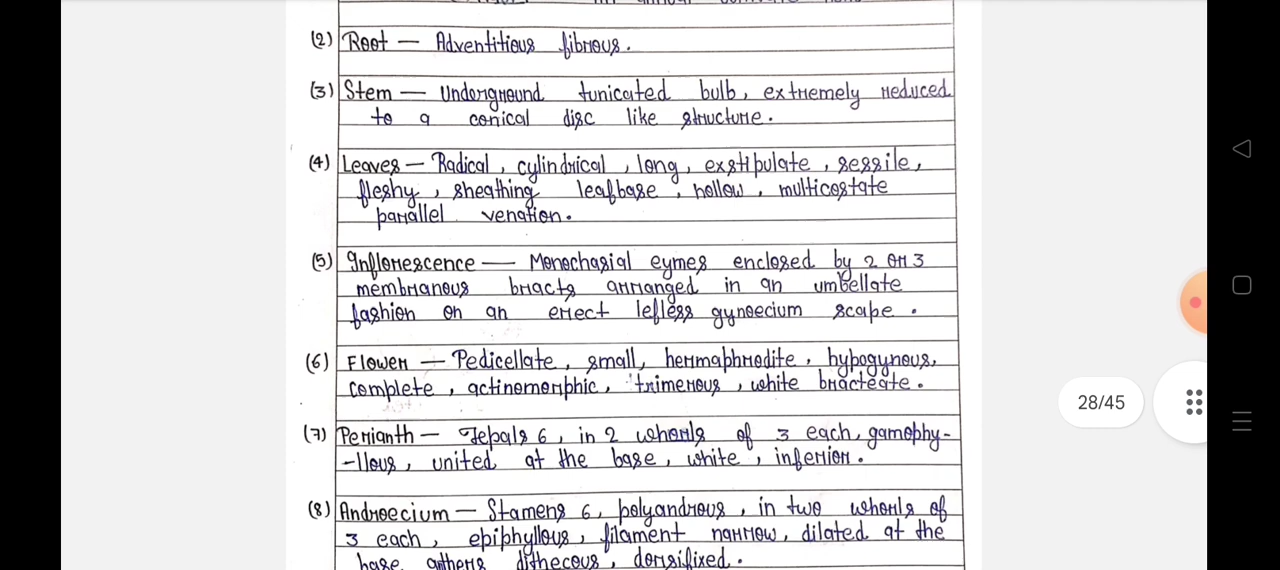 (2) Root — Adventitious fibrous.
(3) Stem — Underground tunicated bulb, extremely reduced
to a conical disc like structure.
(4) Leaves — Radical, cylindrical, long, exstipulate, sessile,
fleshy, sheathing leafbase, hollow, multicostate
parallel venation.
(5) Inflorescence — Monochasial cymes enclosed by 2 or 3
membranous bracts arranged in an umbellate
fashion on an erect lefless gynoecium scape.
(6) Flower — Pedicellate, small, hermaphrodite, hypogynous,
complete, actinomorphic, trimerous, white bracteate.
(7) Perianth — Tepals 6, in 2 whorls of 3 each, gamophy-
-llous, united at the base, white, inferior.
28/45
(8) Androecium — Stamens 6, polyandrous, in two whorls of
3 each, epiphyllous, filament narrow, dilated at the
base, anthers dithecous, dorsifixed.